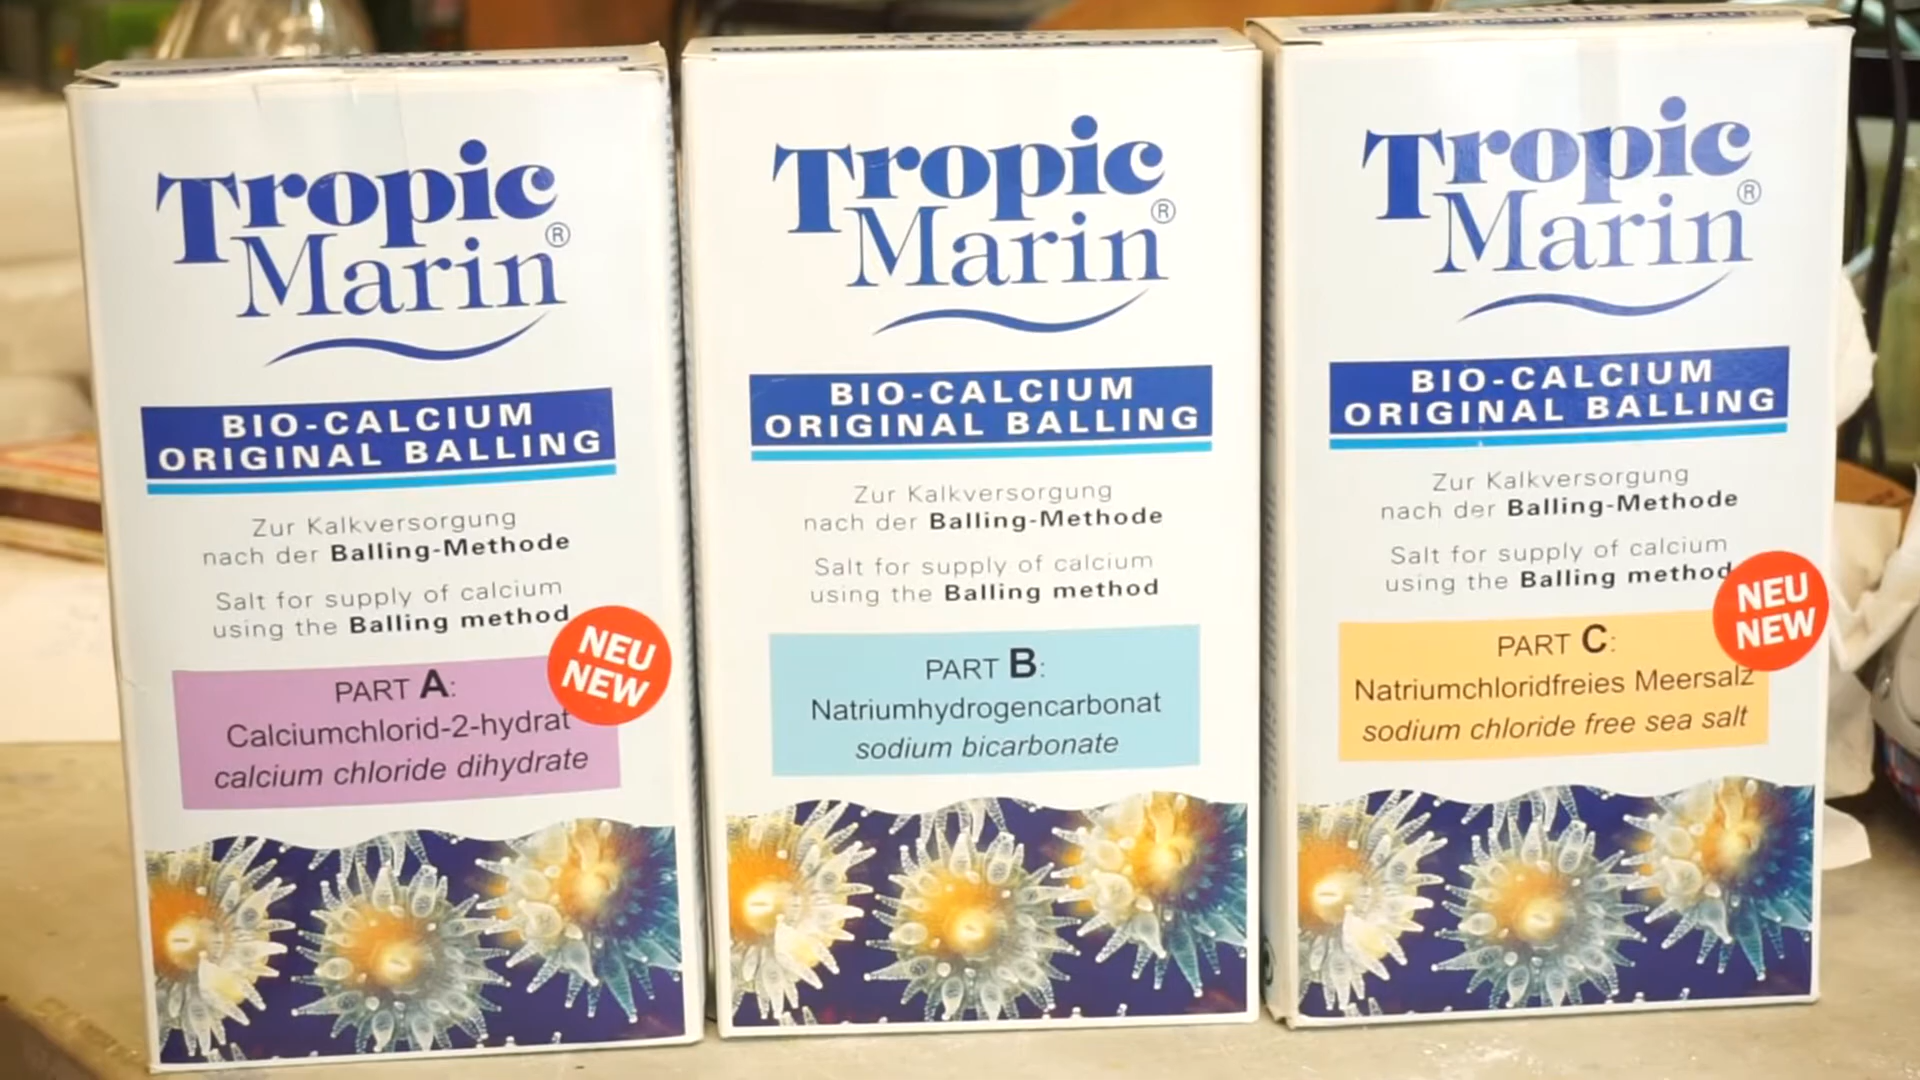 Tropic
Marin®
BIO-CALCIUM
ORIGINAL BALLING
Zur Kalkversorgung
nach der Balling-Methode
Salt for supply of calcium
using the Balling method
NEU
NEW
PART A:
Calciumchlorid-2-hydrat
calcium chloride dihydrate
Tropic
Marin®
BIO-CALCIUM
ORIGINAL BALLING
Zur Kalkversorgung
nach der Balling-Methode
Salt for supply of calcium
using the Balling method
PART B:
Natriumhydrogencarbonat
sodium bicarbonate
Tropic
Marin®
BIO-CALCIUM
ORIGINAL BALLING
Zur Kalkversorgung
nach der Balling-Methode
Salt for supply of calcium
using the Balling method
NEU
NEW
PART C:
Natriumchloridfreies Meersalz
sodium chloride free sea salt